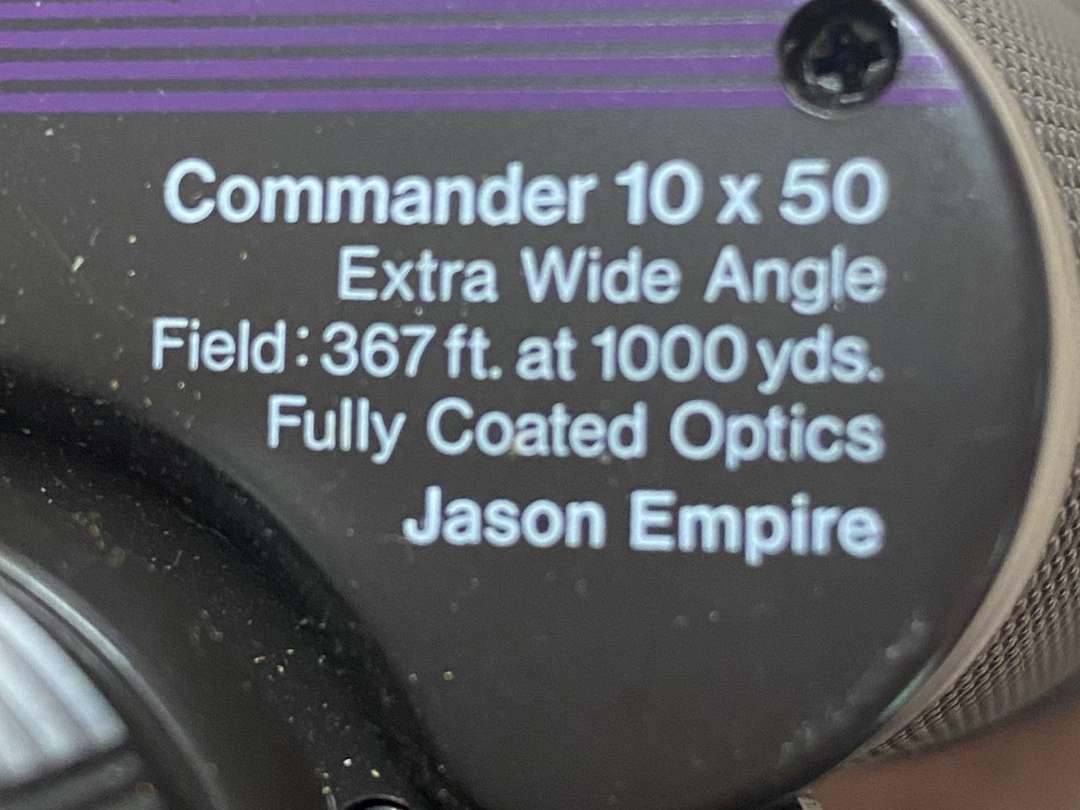 Commander 10 x 50
Extra Wide Angle
Field: 367 ft. at 1000 yds.
Fully Coated Optics
Jason Empire